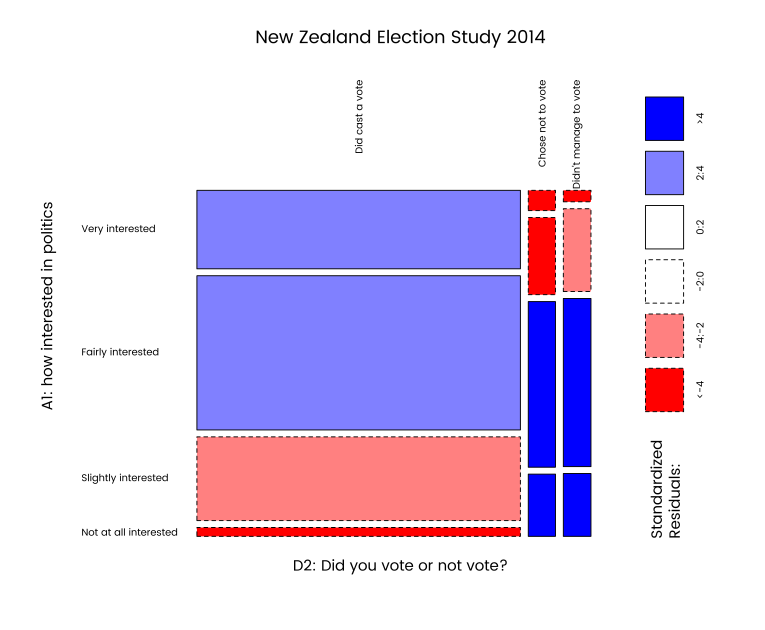 New Zealand Election Study 2014
Did cast a vote
Chose not to vote
Didn't manage to vote
A1: how interested in politics
Very interested
Fairly interested
Slightly interested
Not at all interested
D2: Did you vote or not vote?
>4
2:4
0:2
-2:0
-4:-2
<-4
Standardized
Residuals: